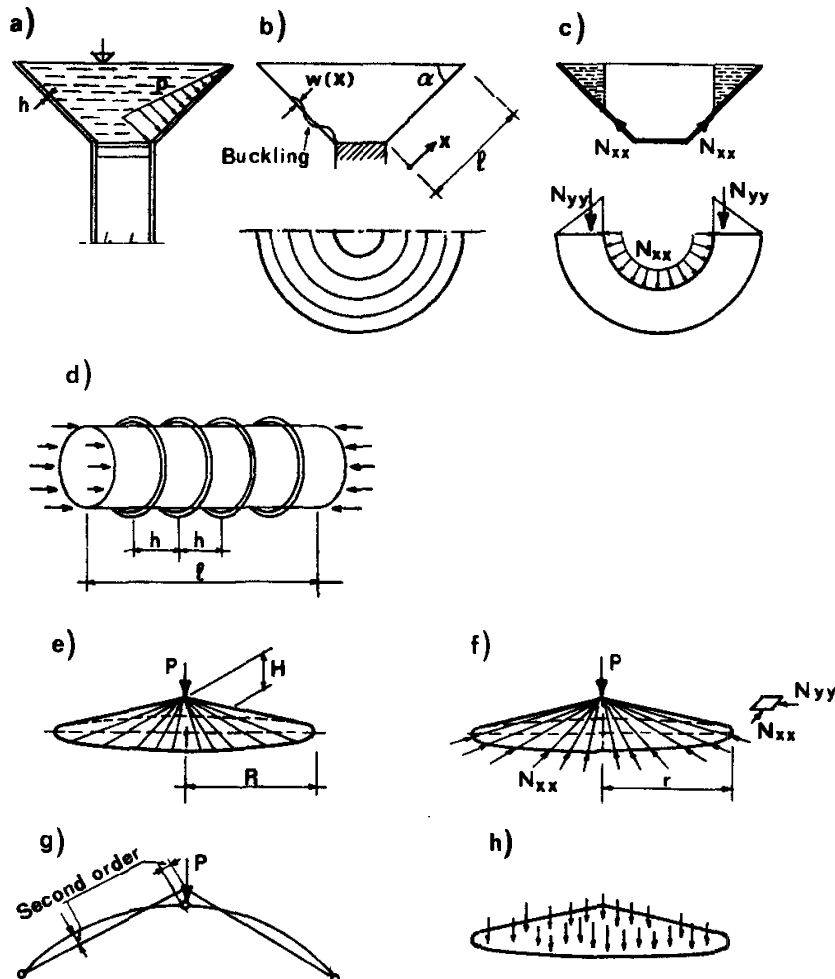 a)
b)
c)
h
p
w(x)
α
Buckling
x
ℓ
Nxx
Nxx
Nyy
Nyy
Nxx
d)
h
h
ℓ
e)
P
H
R
f)
P
Nyy
Nxx
Nxx
r
g)
Second order
P
h)